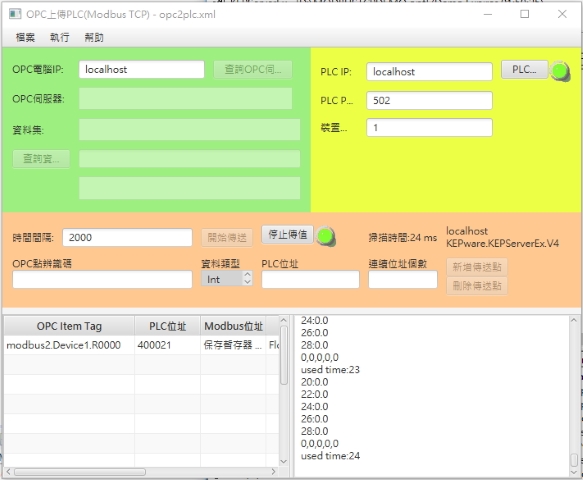 OPC上傳PLC(Modbus TCP) - opc2plc.xml
檔案 執行 幫助
OPC電腦IP: localhost 查詢OPC伺...
OPC伺服器:
資料集:
查詢資...
PLC IP: localhost PLC...
PLC P... 502
裝置... 1
時間間隔: 2000 開始傳送 停止傳值 掃描時間:24 ms localhost
KEPware.KEPServerEx.V4
OPC點辨識碼 資料類型 PLC位址 連續位址個數 新增傳送點
Int 刪除傳送點
OPC Item Tag PLC位址 Modbus位址
modbus2.Device1.R0000 400021 保存暫存器 ... Flo
24:0.0
26:0.0
28:0.0
0,0,0,0,0
used time:23
20:0.0
22:0.0
24:0.0
26:0.0
28:0.0
0,0,0,0,0
used time:24